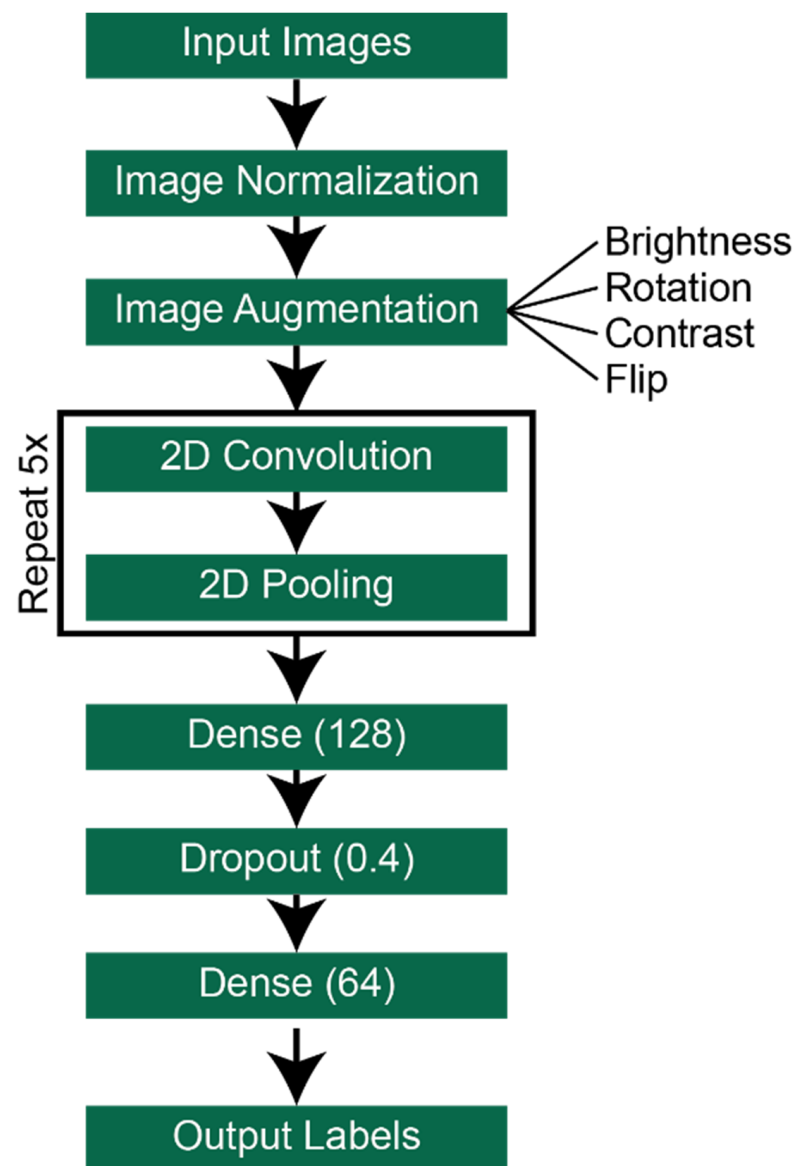 Input Images
Image Normalization
Image Augmentation
Brightness
Rotation
Contrast
Flip
Repeat 5x
2D Convolution
2D Pooling
Dense (128)
Dropout (0.4)
Dense (64)
Output Labels